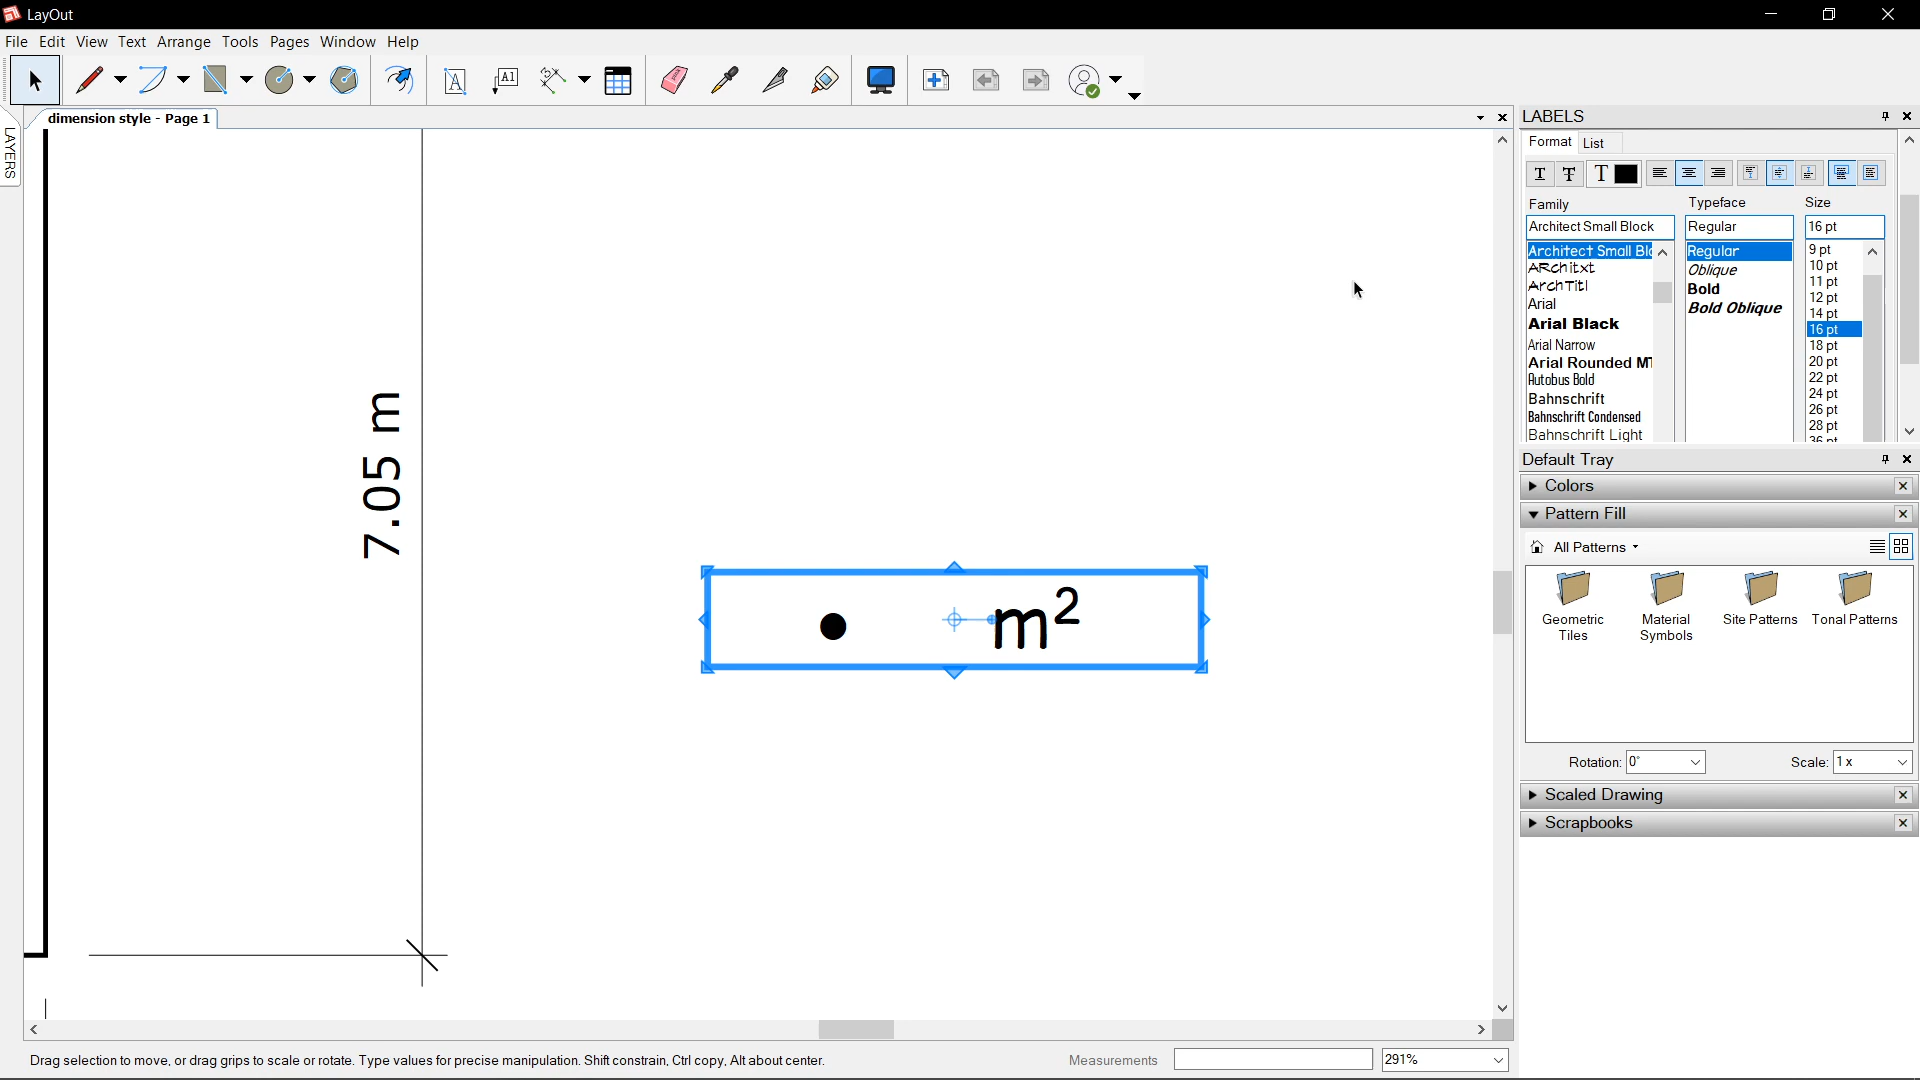 LayOut
File Edit View Text Arrange Tools Pages Window Help
A
A1
dimension style - Page 1
LAYERS
7.05 m
• m²
Drag selection to move, or drag grips to scale or rotate. Type values for precise manipulation. Shift constrain, Ctrl copy, Alt about center.
Measurements
291%
LABELS
Format List
T T T
Family Typeface Size
Architect Small Block Regular 16 pt
Architect Small Blo
ARchitxt
ArchTitl
Arial
Arial Black
Arial Narrow
Arial Rounded MT
Autobus Bold
Bahnschrift
Bahnschrift Condensed
Bahnschrift Light
Regular
Oblique
Bold
Bold Oblique
9 pt
10 pt
11 pt
12 pt
14 pt
16 pt
18 pt
20 pt
22 pt
24 pt
26 pt
28 pt
36 pt
Default Tray
Colors
Pattern Fill
All Patterns
Geometric Tiles
Material Symbols
Site Patterns
Tonal Patterns
Rotation: 0° Scale: 1 x
Scaled Drawing
Scrapbooks